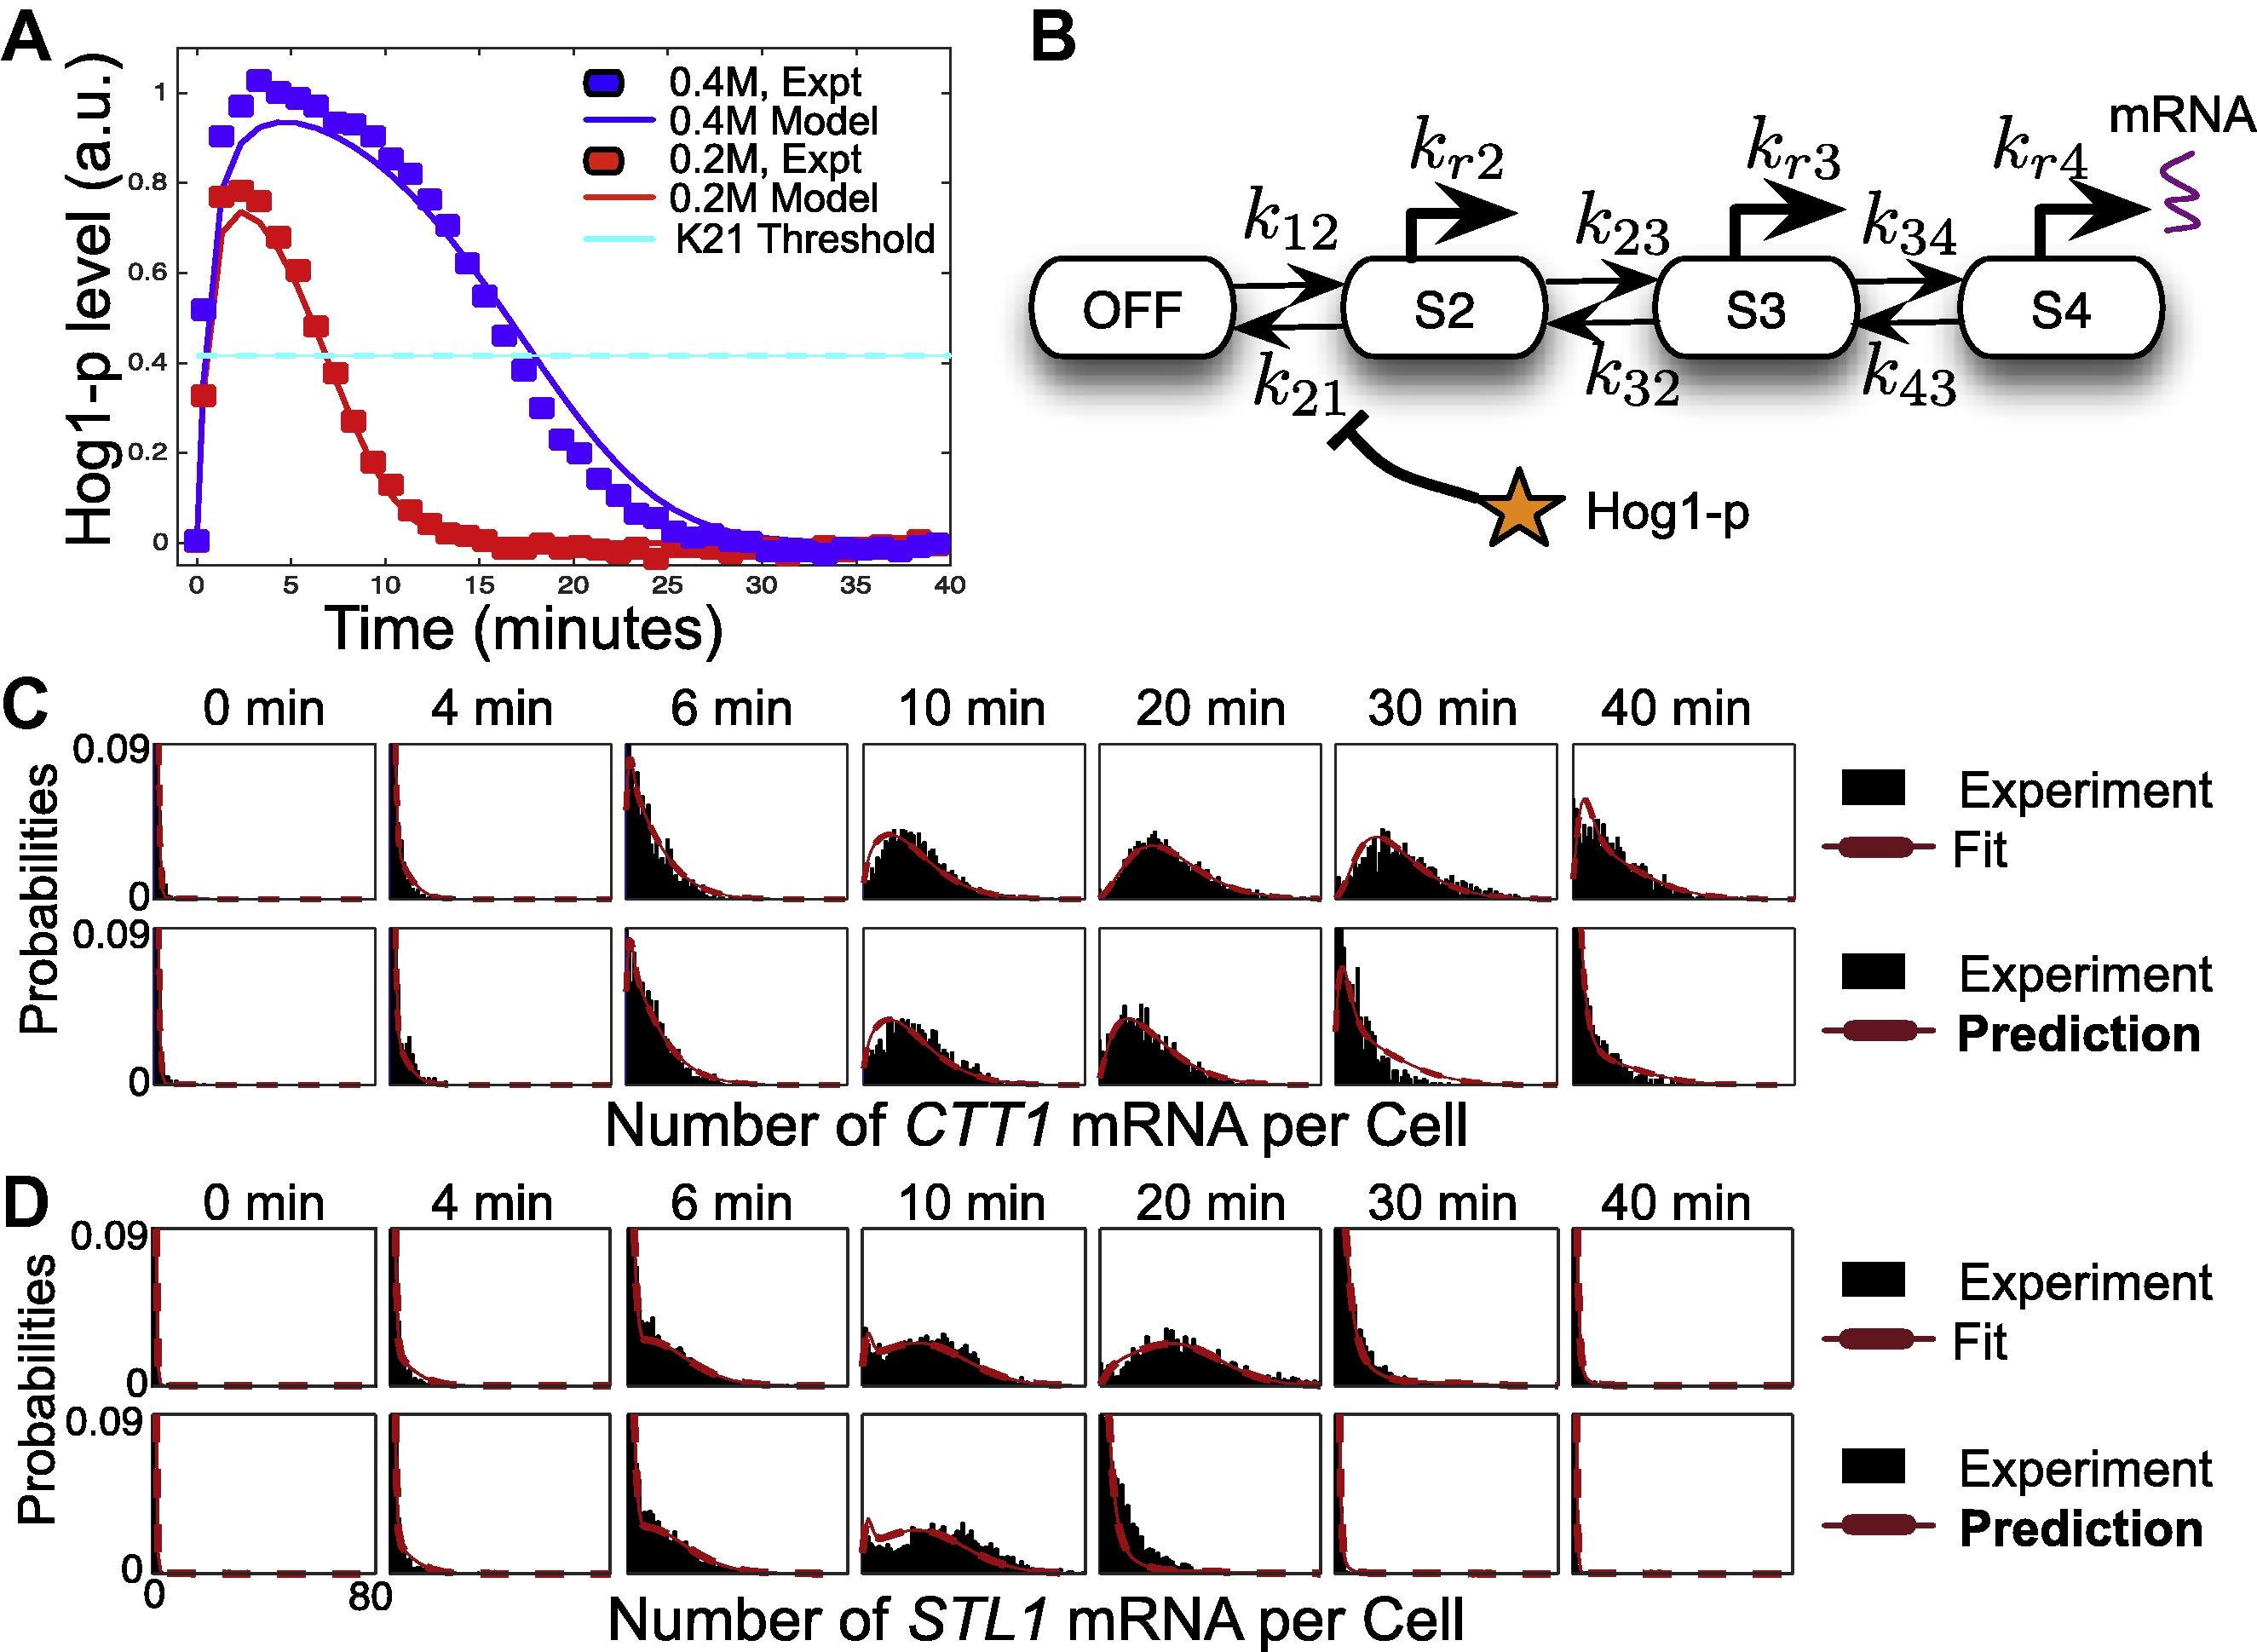 A
Hog1-p level (a.u.)
1
0.8
0.6
0.4
0.2
0
0 5 10 15 20 25 30 35 40
Time (minutes)
0.4M, Expt
0.4M Model
0.2M, Expt
0.2M Model
K21 Threshold
B
mRNA
kr2 kr3 kr4
k12 k23 k34
OFF S2 S3 S4
k21 k32 k43
Hog1-p
C
0 min 4 min 6 min 10 min 20 min 30 min 40 min
Probabilities
0.09
0
Experiment
Fit
0.09
0
Experiment
Prediction
Number of CTT1 mRNA per Cell
D
0 min 4 min 6 min 10 min 20 min 30 min 40 min
Probabilities
0.09
0
Experiment
Fit
0.09
0
Experiment
Prediction
0 80
Number of STL1 mRNA per Cell